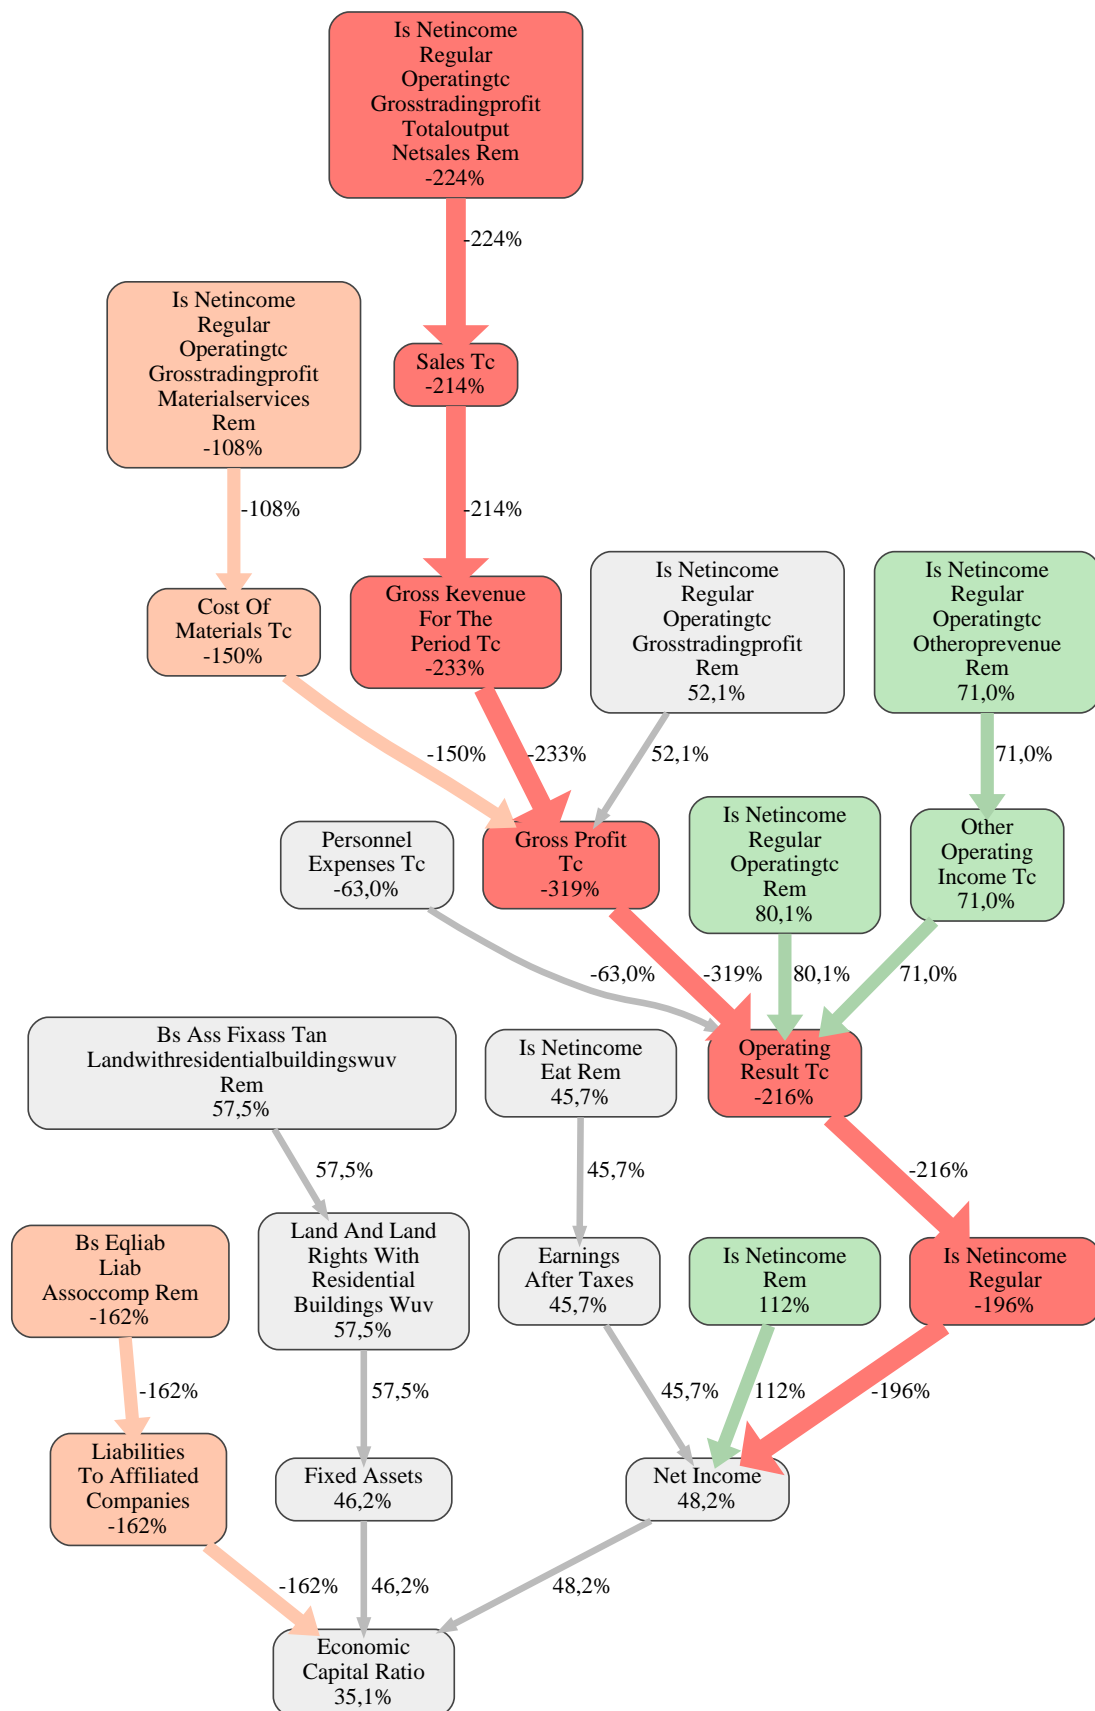 Is Netincome
Regular
Operatingtc
Grosstradingprofit
Totaloutput
Netsales Rem
-224%
-224%
Is Netincome
Regular
Operatingtc
Grosstradingprofit
Materialservices
Rem
-108%
Sales Tc
-214%
-108%
-214%
Cost Of
Materials Tc
-150%
Gross Revenue
For The
Period Tc
-233%
Is Netincome
Regular
Operatingtc
Grosstradingprofit
Rem
52,1%
Is Netincome
Regular
Operatingtc
Otheroprevenue
Rem
71,0%
-150%
-233%
52,1%
71,0%
Personnel
Expenses Tc
-63,0%
Gross Profit
Tc
-319%
Is Netincome
Regular
Operatingtc
Rem
80,1%
Other
Operating
Income Tc
71,0%
-63,0%
-319%
80,1%
71,0%
Bs Ass Fixass Tan
Landwithresidentialbuildingswuv
Rem
57,5%
Is Netincome
Eat Rem
45,7%
Operating
Result Tc
-216%
57,5%
45,7%
-216%
Bs Eqliab
Liab
Assoccomp Rem
-162%
Land And Land
Rights With
Residential
Buildings Wuv
57,5%
Earnings
After Taxes
45,7%
Is Netincome
Rem
112%
Is Netincome
Regular
-196%
-162%
57,5%
45,7%
112%
-196%
Liabilities
To Affiliated
Companies
-162%
Fixed Assets
46,2%
Net Income
48,2%
-162%
46,2%
48,2%
Economic
Capital Ratio
35,1%